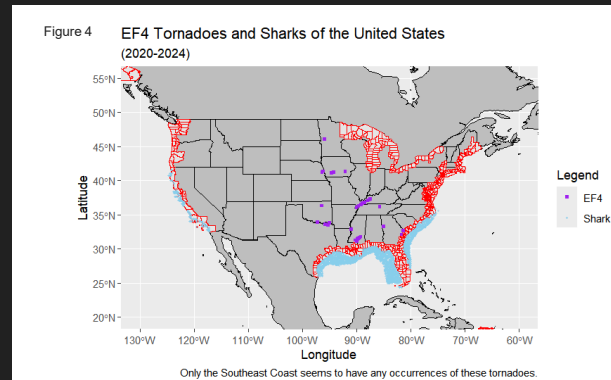 Figure 4
EF4 Tornadoes and Sharks of the United States
(2020-2024)
55°N
50°N
45°N
40°N
35°N
30°N
25°N
20°N
Latitude
130°W 120°W 110°W 100°W 90°W 80°W 70°W 60°W
Longitude
Legend
EF4
Shark
Only the Southeast Coast seems to have any occurrences of these tornadoes.